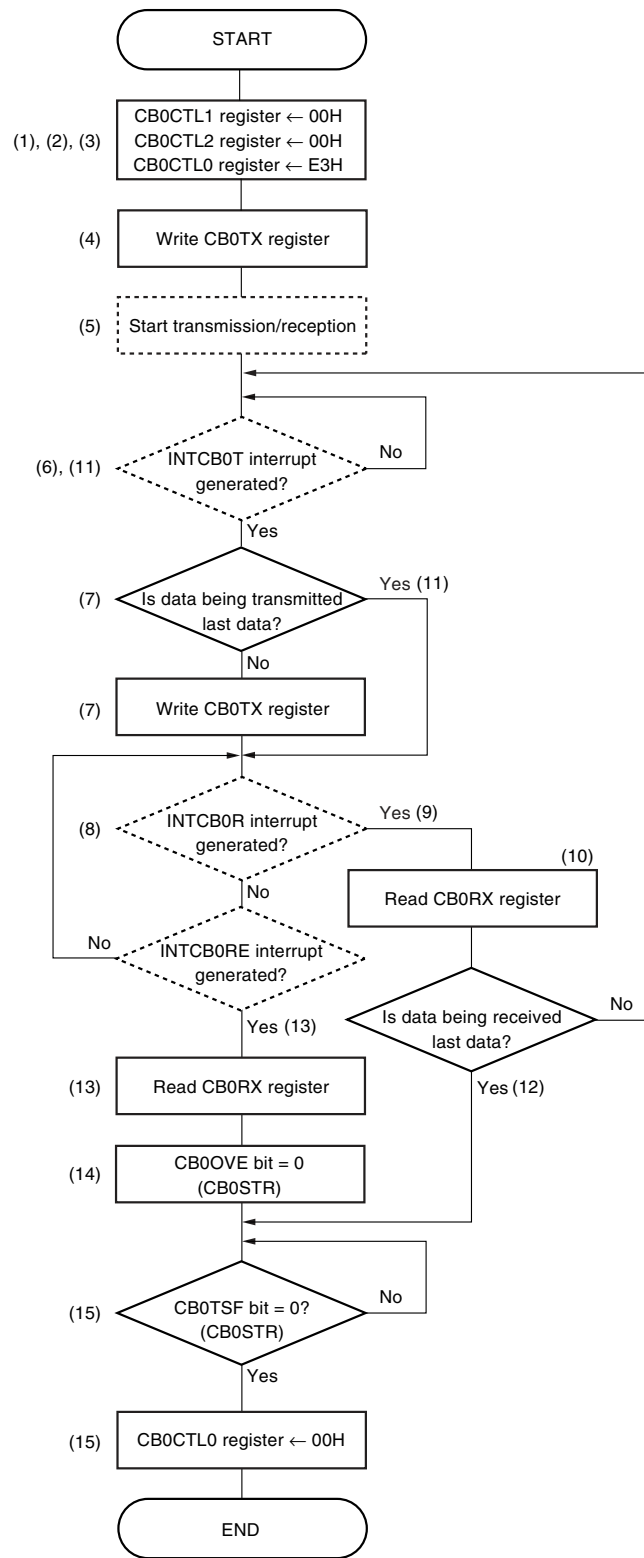 START
(1), (2), (3)
CB0CTL1 register ← 00H
CB0CTL2 register ← 00H
CB0CTL0 register ← E3H
(4)
Write CB0TX register
(5)
Start transmission/reception
(6), (11)
INTCB0T interrupt
generated?
No
Yes
(7)
Is data being transmitted
last data?
Yes (11)
No
(7)
Write CB0TX register
(8)
INTCB0R interrupt
generated?
Yes (9)
No
(10)
Read CB0RX register
No
INTCB0RE interrupt
generated?
Yes (13)
Is data being received
last data?
No
Yes (12)
(13)
Read CB0RX register
(14)
CB0OVE bit = 0
(CB0STR)
(15)
CB0TSF bit = 0?
(CB0STR)
No
Yes
(15)
CB0CTL0 register ← 00H
END